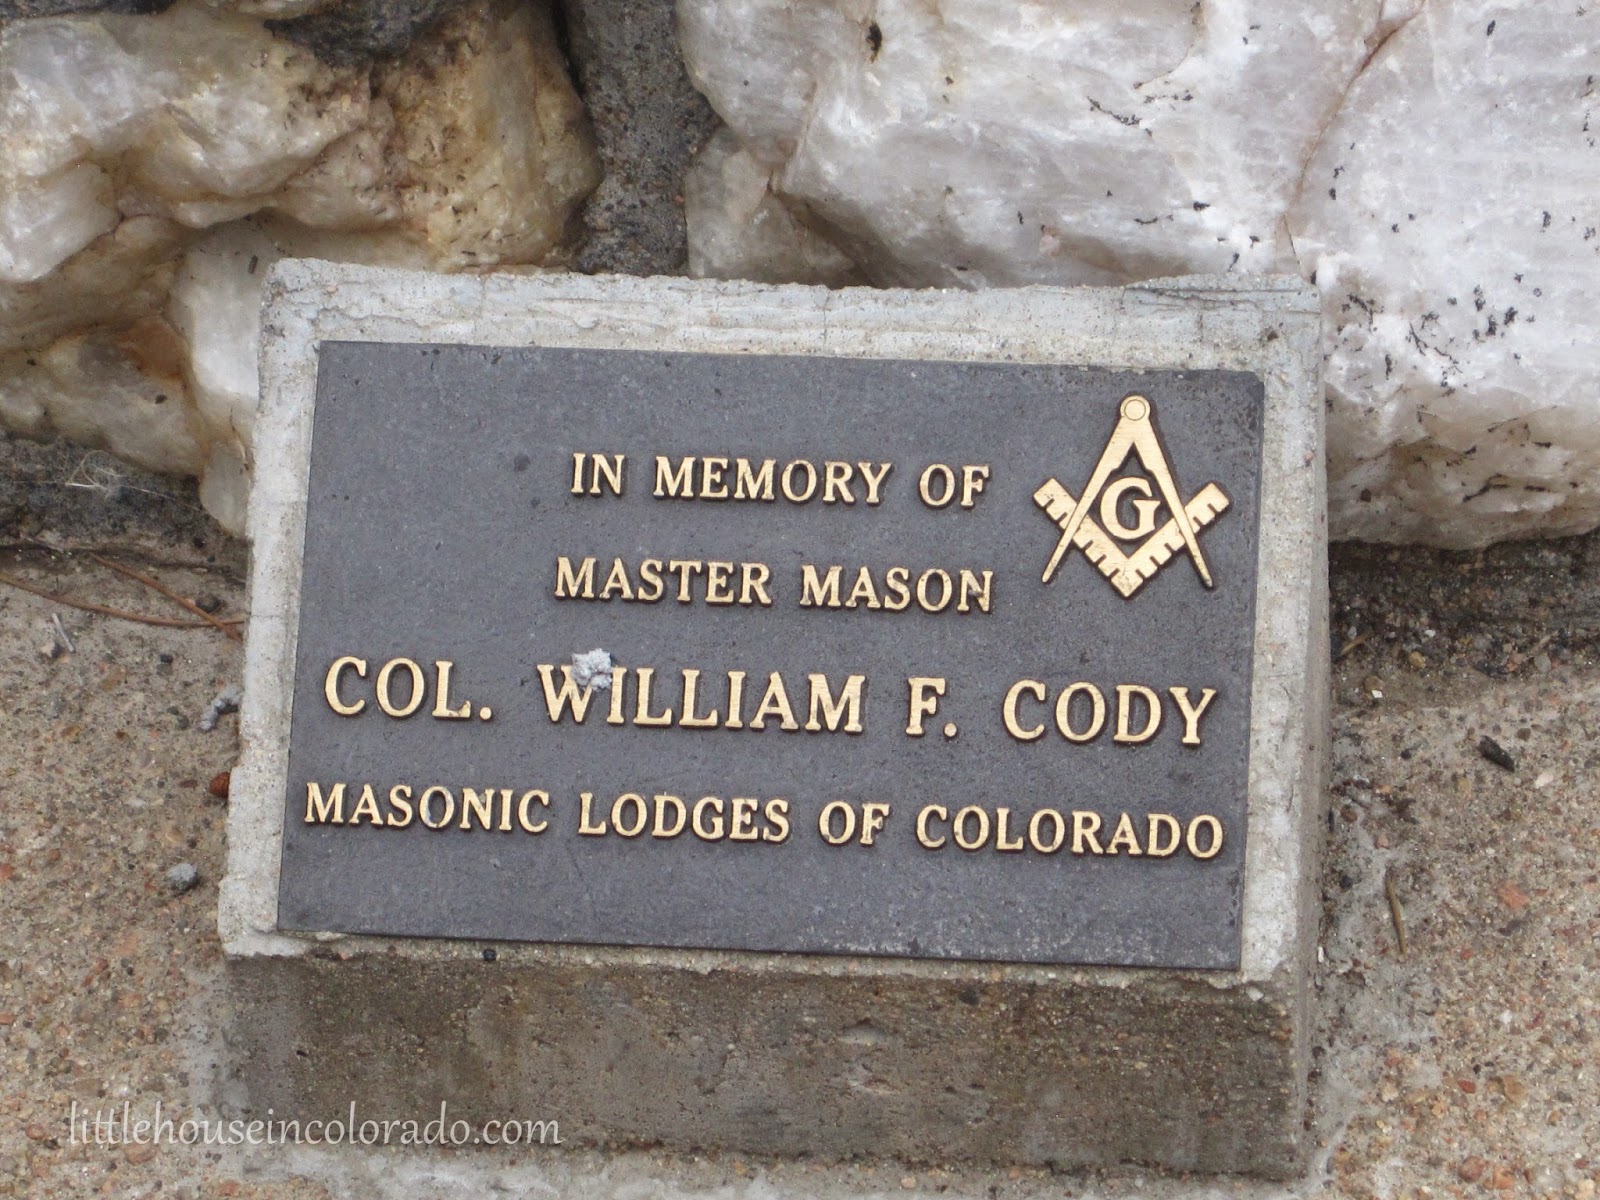 IN MEMORY OF
G
MASTER MASON
COL. WILLIAM F. CODY
MASONIC LODGES OF COLORADO
littlehouseincolorado.com